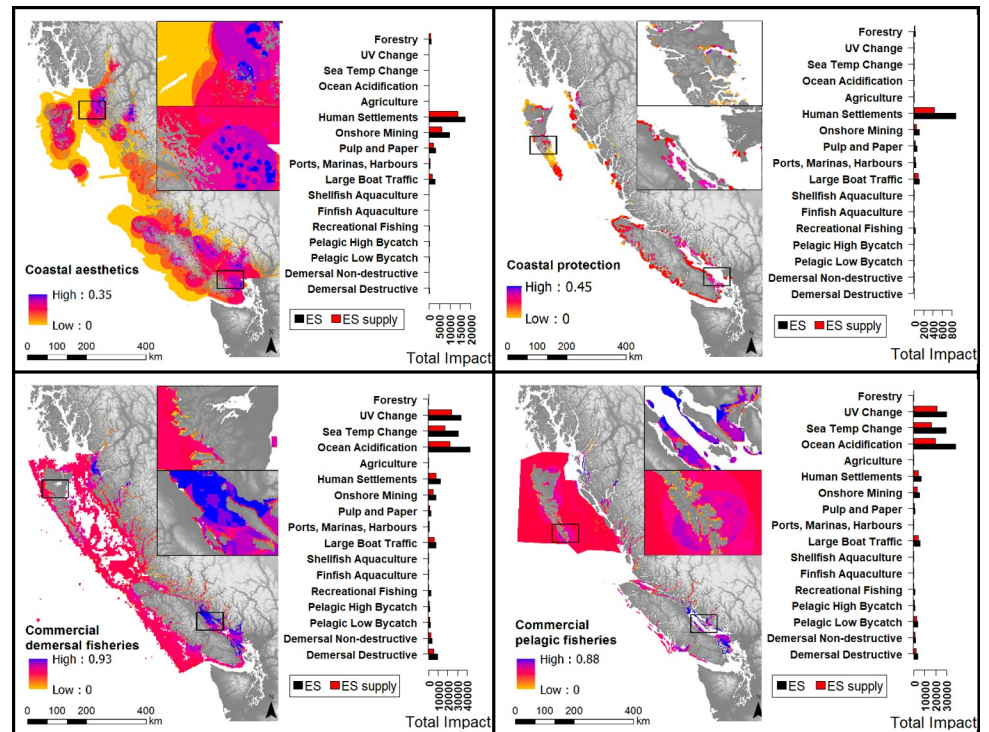 Forestry
UV Change
Sea Temp Change
Ocean Acidification
Agriculture
Human Settlements
Onshore Mining
Pulp and Paper
Ports, Marinas, Harbours
Large Boat Traffic
Shellfish Aquaculture
Finfish Aquaculture
Recreational Fishing
Pelagic High Bycatch
Pelagic Low Bycatch
Demersal Non-destructive
Demersal Destructive
Coastal aesthetics
High : 0.35
Low : 0
0 100 200 400
km
N
0
50000
100000
150000
200000
ES ES supply
Total Impact
Forestry
UV Change
Sea Temp Change
Ocean Acidification
Agriculture
Human Settlements
Onshore Mining
Pulp and Paper
Ports, Marinas, Harbours
Large Boat Traffic
Shellfish Aquaculture
Finfish Aquaculture
Recreational Fishing
Pelagic High Bycatch
Pelagic Low Bycatch
Demersal Non-destructive
Demersal Destructive
Coastal protection
High : 0.45
Low : 0
0 100 200 400
km
N
0
200
400
600
800
ES ES supply
Total Impact
Forestry
UV Change
Sea Temp Change
Ocean Acidification
Agriculture
Human Settlements
Onshore Mining
Pulp and Paper
Ports, Marinas, Harbours
Large Boat Traffic
Shellfish Aquaculture
Finfish Aquaculture
Recreational Fishing
Pelagic High Bycatch
Pelagic Low Bycatch
Demersal Non-destructive
Demersal Destructive
Commercial
demersal fisheries
High : 0.93
Low : 0
0 100 200 400
km
N
0
100000
200000
300000
400000
ES ES supply
Total Impact
Forestry
UV Change
Sea Temp Change
Ocean Acidification
Agriculture
Human Settlements
Onshore Mining
Pulp and Paper
Ports, Marinas, Harbours
Large Boat Traffic
Shellfish Aquaculture
Finfish Aquaculture
Recreational Fishing
Pelagic High Bycatch
Pelagic Low Bycatch
Demersal Non-destructive
Demersal Destructive
Commercial
pelagic fisheries
High : 0.88
Low : 0
0 100 200 400
km
N
0
100000
200000
300000
ES ES supply
Total Impact